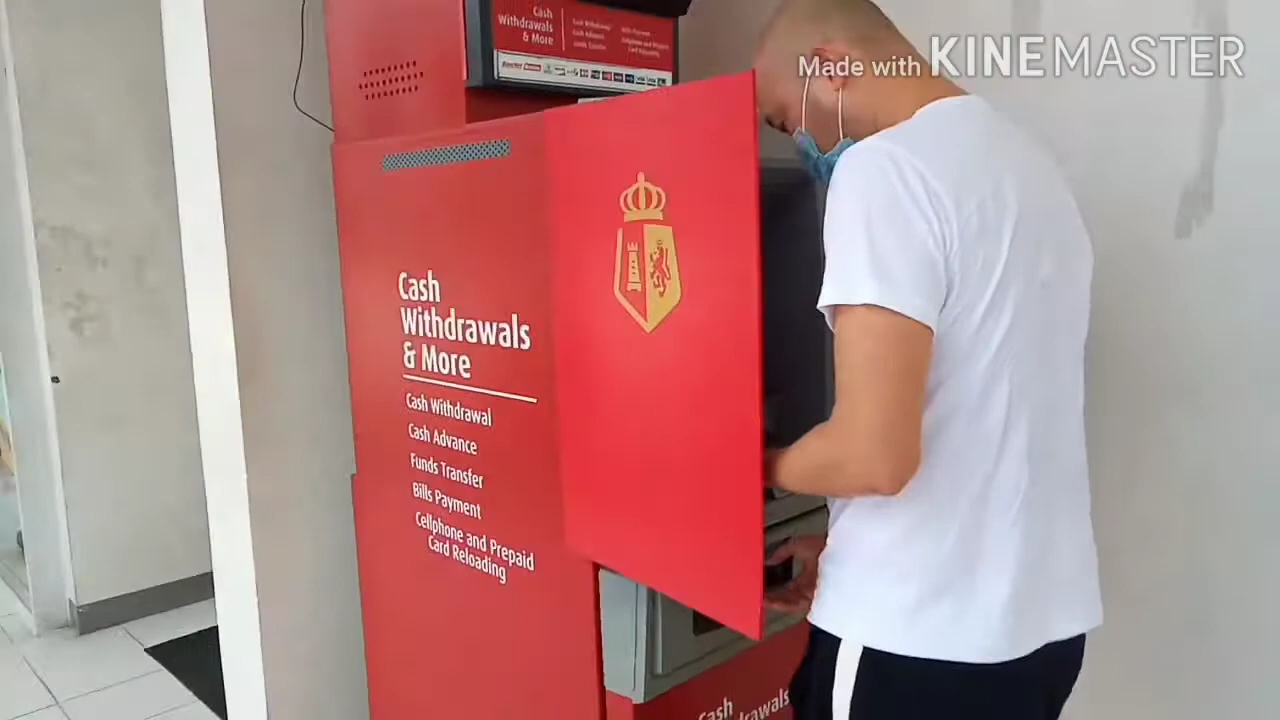 Cash
Withdrawals
& More
Made with KINEMASTER
Cash
Withdrawals
& More
Cash Withdrawal
Cash Advance
Funds Transfer
Bills Payment
Cellphone and Prepaid
Card Reloading
Cash